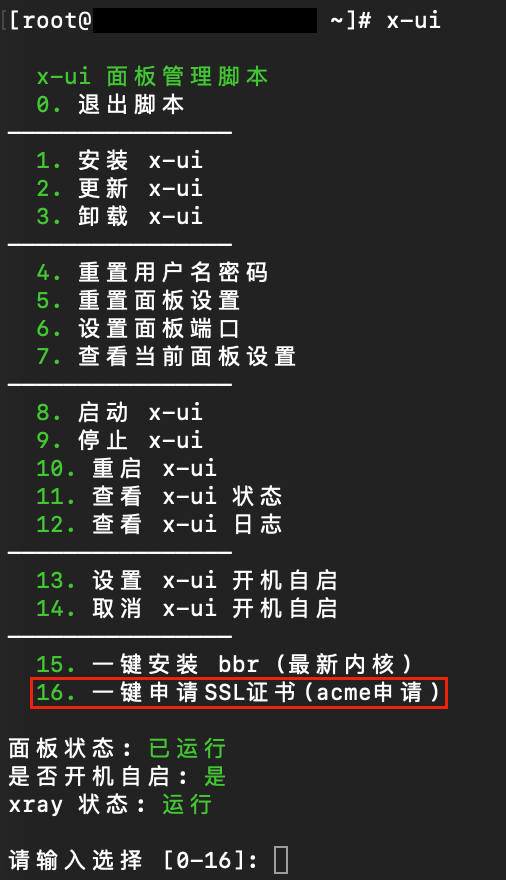 [root@ ~]# x-ui
x-ui 面板管理脚本
0. 退出脚本
————————————————
1. 安装 x-ui
2. 更新 x-ui
3. 卸载 x-ui
————————————————
4. 重置用户名密码
5. 重置面板设置
6. 设置面板端口
7. 查看当前面板设置
————————————————
8. 启动 x-ui
9. 停止 x-ui
10. 重启 x-ui
11. 查看 x-ui 状态
12. 查看 x-ui 日志
————————————————
13. 设置 x-ui 开机自启
14. 取消 x-ui 开机自启
————————————————
15. 一键安装 bbr (最新内核)
16. 一键申请SSL证书(acme申请)
面板状态: 已运行
是否开机自启: 是
xray 状态: 运行
请输入选择 [0-16]: